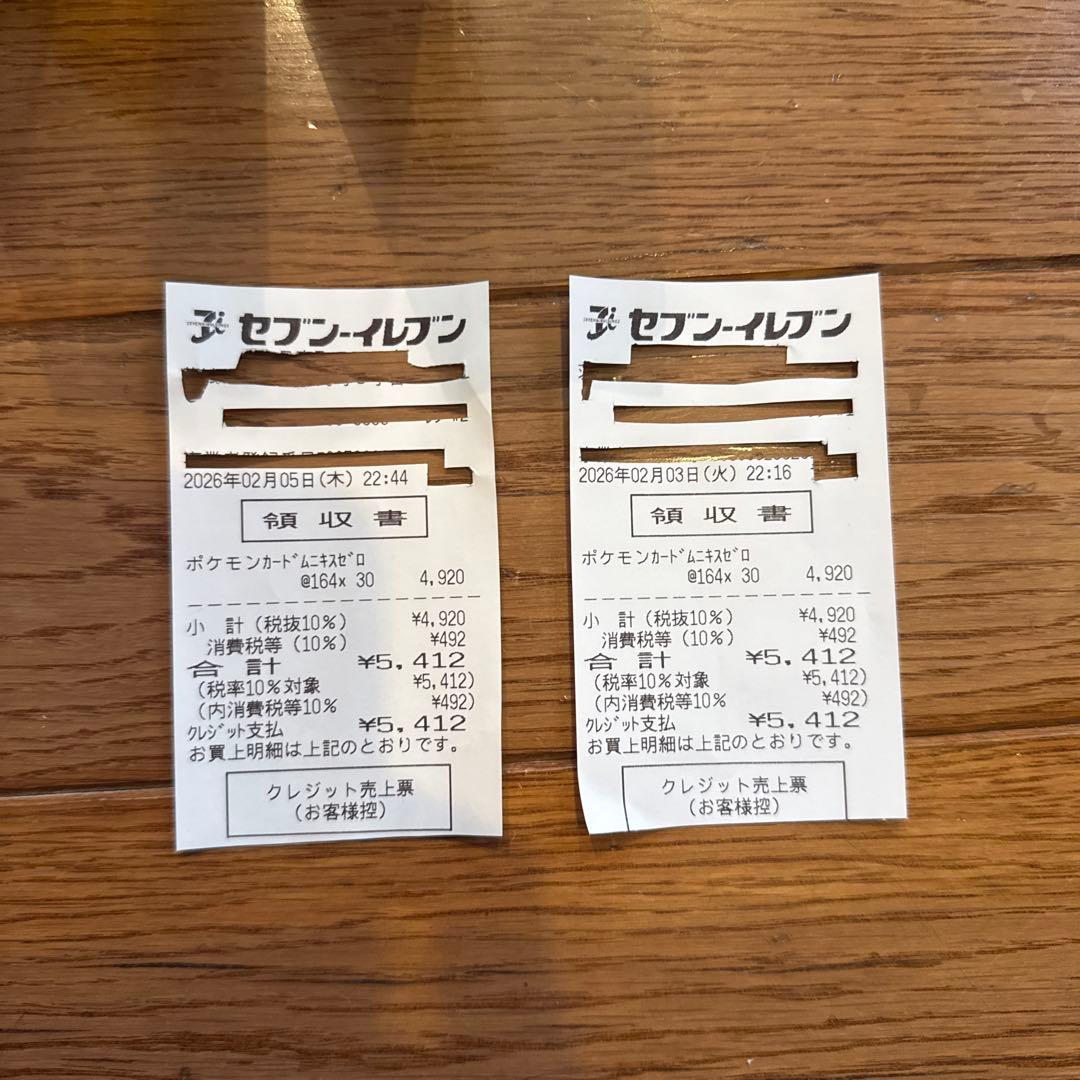 セブン-イレブン
2026年02月05日(木) 22:44
領収書
ポケモンカードムニキスゼロ
@164x 30 4,920
小 計(税抜10%) ¥4,920
消費税等(10%) ¥492
合 計 ¥5,412
(税率10%対象 ¥5,412)
(内消費税等10% ¥492)
クレジット支払 ¥5,412
お買上明細は上記のとおりです。
クレジット売上票
(お客様控)
セブン-イレブン
2026年02月03日(火) 22:16
領収書
ポケモンカードムニキスゼロ
@164x 30 4,920
小 計(税抜10%) ¥4,920
消費税等(10%) ¥492
合 計 ¥5,412
(税率10%対象 ¥5,412)
(内消費税等10% ¥492)
クレジット支払 ¥5,412
お買上明細は上記のとおりです。
クレジット売上票
(お客様控)